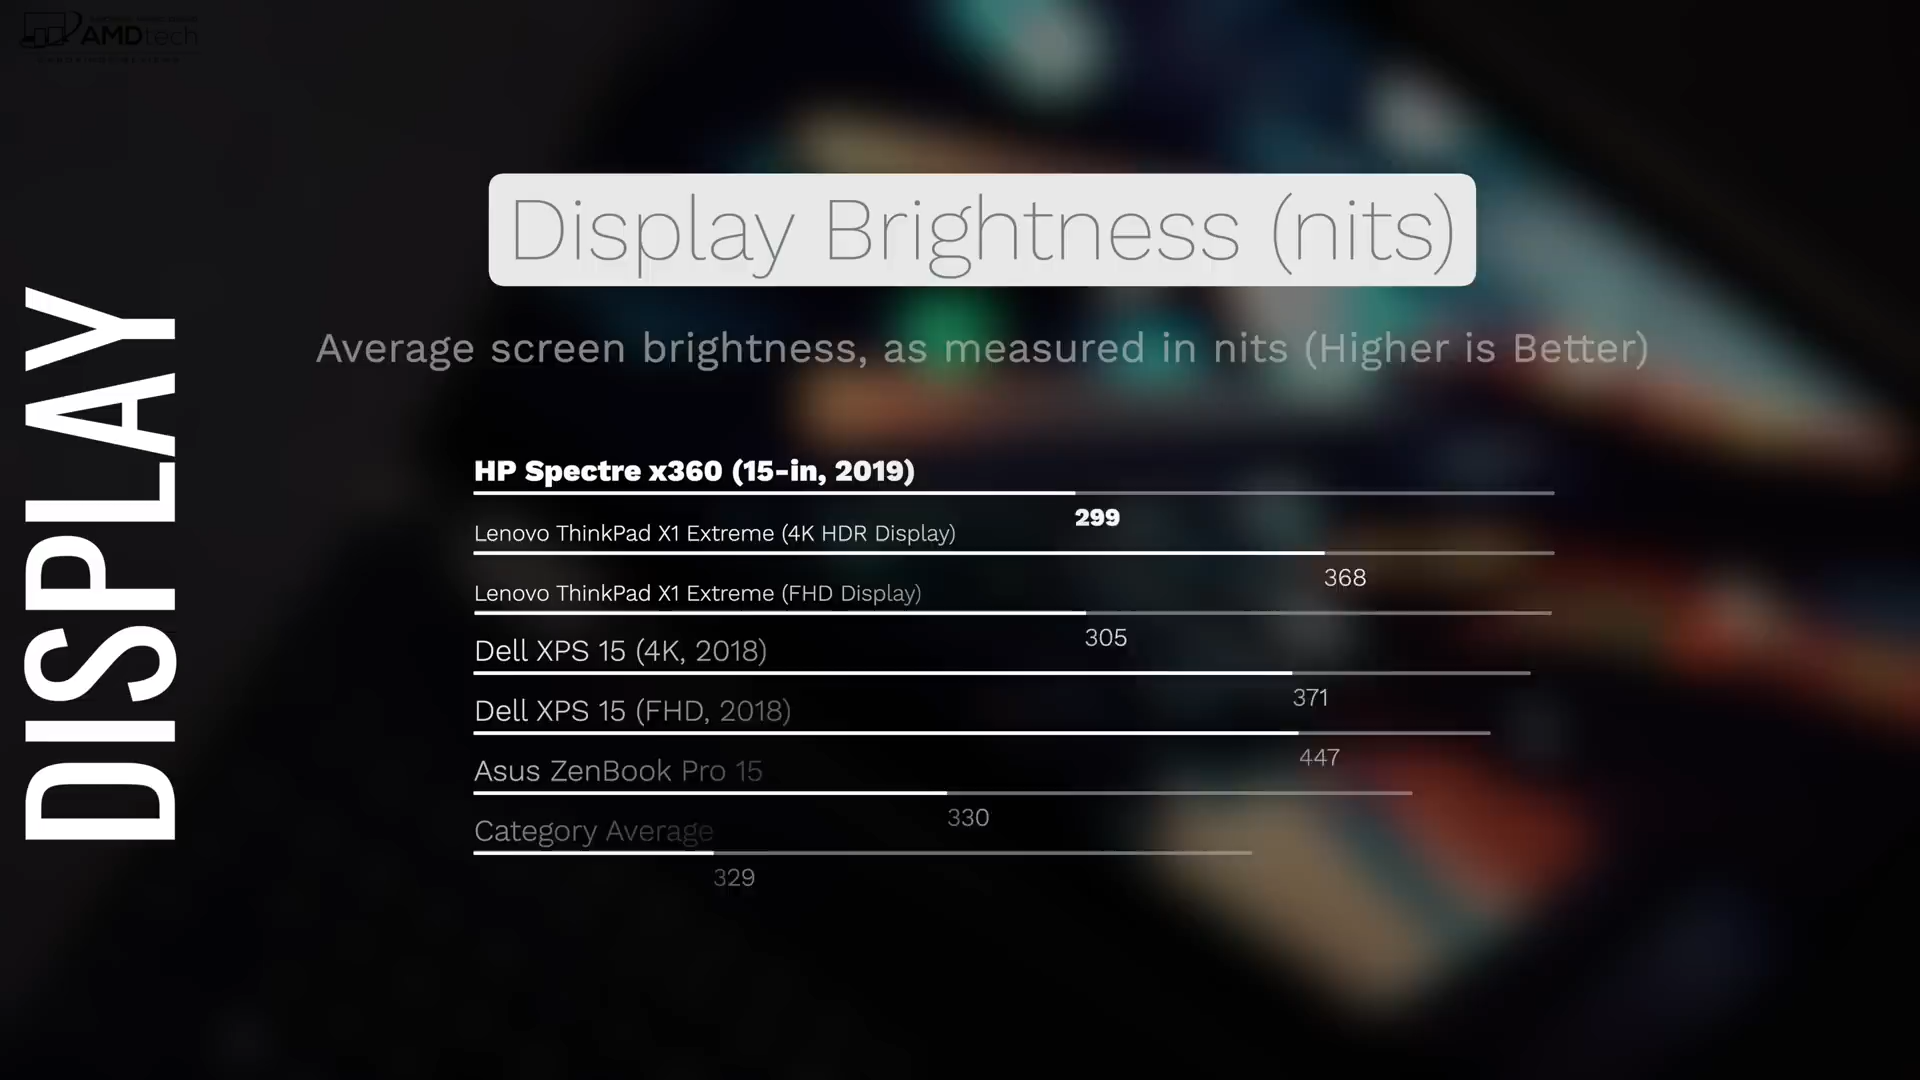 AMDtech
DISPLAY
Display Brightness (nits)
Average screen brightness, as measured in nits (Higher is Better)
HP Spectre x360 (15-in, 2019)
299
Lenovo ThinkPad X1 Extreme (4K HDR Display)
368
Lenovo ThinkPad X1 Extreme (FHD Display)
305
Dell XPS 15 (4K, 2018)
371
Dell XPS 15 (FHD, 2018)
447
Asus ZenBook Pro 15
330
Category Average
329